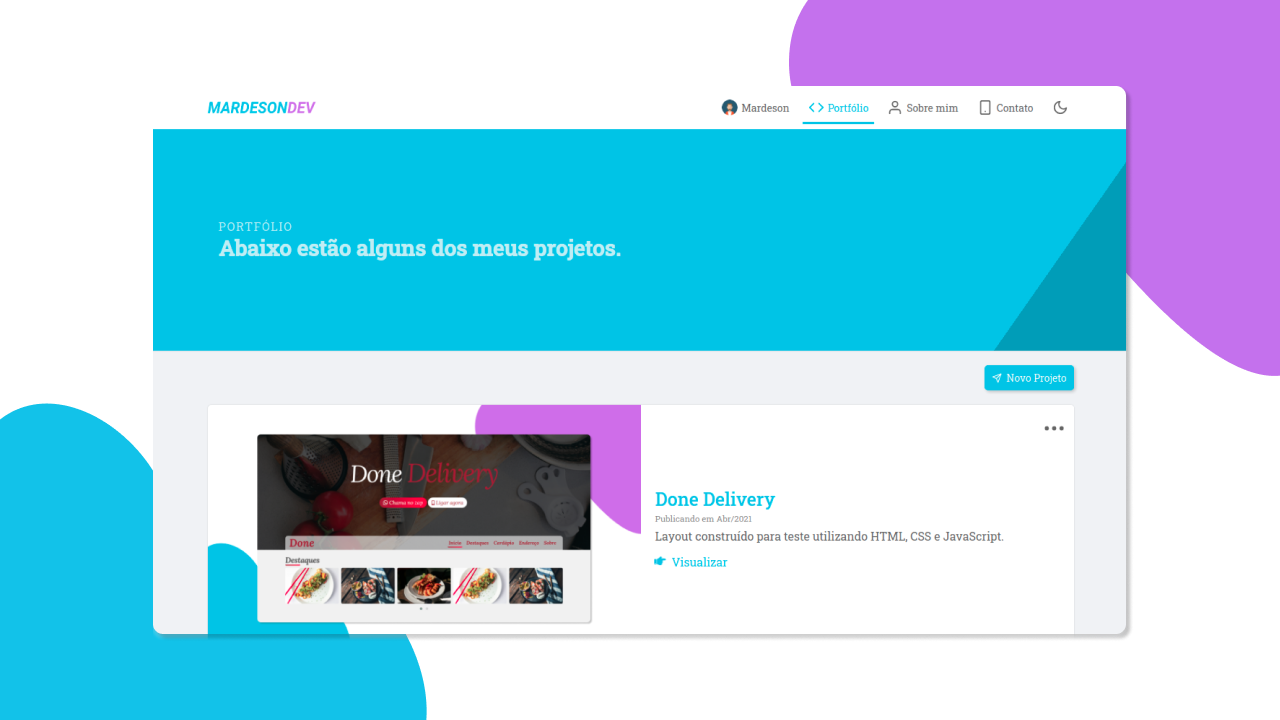 MARDESONDEV
Mardeson Portfólio Sobre mim Contato
PORTFÓLIO
Abaixo estão alguns dos meus projetos.
Novo Projeto
Done Delivery
Chama no zap Ligar agora
Done Início Destaques Cardápio Endereço Sobre
Destaques
Done Delivery
Publicando em Abr/2021
Layout construído para teste utilizando HTML, CSS e JavaScript.
Visualizar